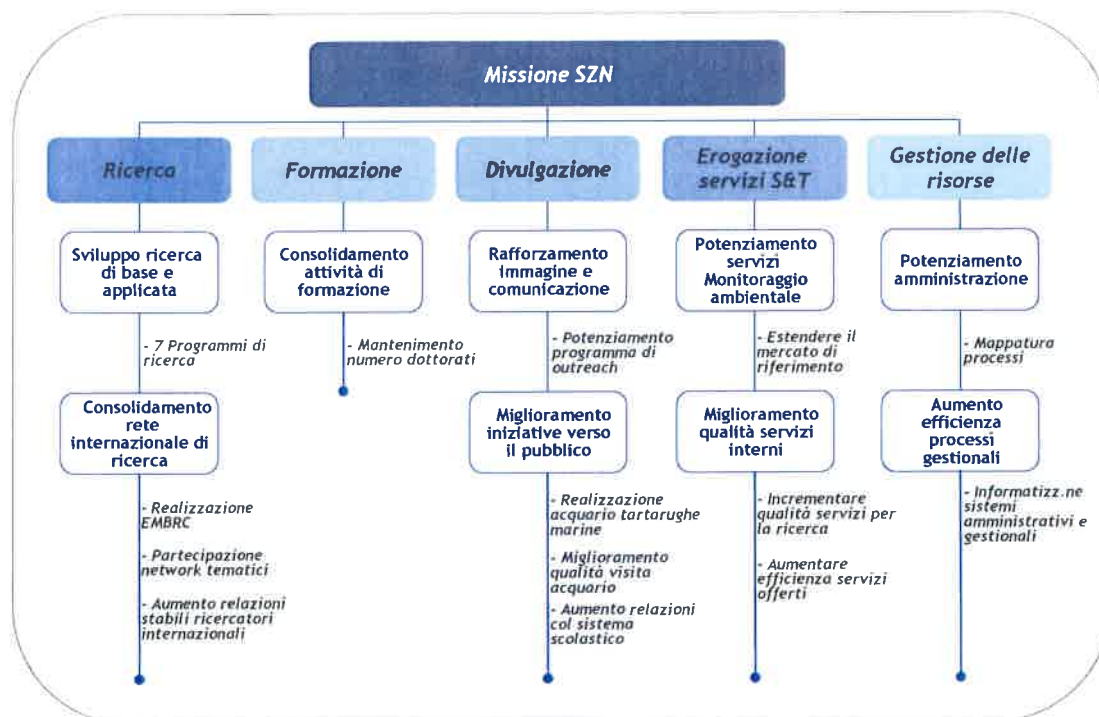 Missione SZN
Ricerca
Formazione
Divulgazione
Erogazione
servizi S&T
Gestione delle
risorse
Sviluppo ricerca
di base e
applicata
- 7 Programmi di
ricerca
Consolidamento
rete
internazionale di
ricerca
- Realizzazione
EMBRC
- Partecipazione
network tematici
- Aumento relazioni
stabili ricercatori
internazionali
Consolidamento
attività di
formazione
- Mantenimento
numero dottorati
Rafforzamento
immagine e
comunicazione
- Potenziamento
programma di
outreach
Miglioramento
iniziative verso
il pubblico
- Realizzazione
acquario tartarughe
marine
- Miglioramento
qualità visita
acquario
- Aumento relazioni
col sistema
scolastico
Potenziamento
servizi
Monitoraggio
ambientale
- Estendere il
mercato di
riferimento
Miglioramento
qualità servizi
interni
- Incrementare
qualità servizi per
la ricerca
- Aumentare
efficienza servizi
offerti
Potenziamento
amministrazione
- Mappatura
processi
Aumento
efficienza
processi
gestionali
- Informatizz.ne
sistemi
amministrativi e
gestionali